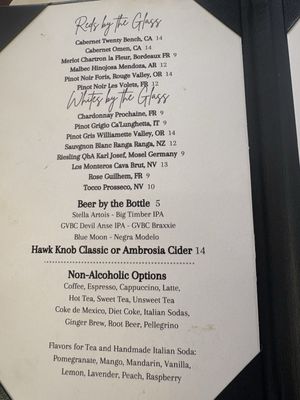 Reds by the Glass
Cabernet Twenty Bench, CA 14
Cabernet Omen, CA 14
Merlot Chartron la Fleur, Bordeaux, FR 9
Malbec Hinojosa Mendoza, AR 12
Pinot Noir Foris, Rouge Valley, OR 14
Pinot Noir Les Volets, FR 12
Whites by the Glass
Chardonnay Prochaine, FR 9
Pinot Grigio Ca'Lunghetta, IT 9
Pinot Gris Williamette Valley, OR 14
Sauvgnon Blanc Ranga Ranga, NZ 12
Riesling QbA Karl Josef, Mosel Germany 9
Los Monteros Cava Brut, NV 13
Rose Guilhem, FR 9
Tocco Prosseco, NV 10
Beer by the Bottle 5
Stella Artois - Big Timber IPA
GVBC Devil Anse IPA - GVBC Braxxie
Blue Moon - Negra Modelo
Hawk Knob Classic or Ambrosia Cider 14
Non-Alcoholic Options
Coffee, Espresso, Cappuccino, Latte,
Hot Tea, Sweet Tea, Unsweet Tea
Coke de Mexico, Diet Coke, Italian Sodas,
Ginger Brew, Root Beer, Pellegrino
Flavors for Tea and Handmade Italian Soda:
Pomegranate, Mango, Mandarin, Vanilla,
Lemon, Lavender, Peach, Raspberry